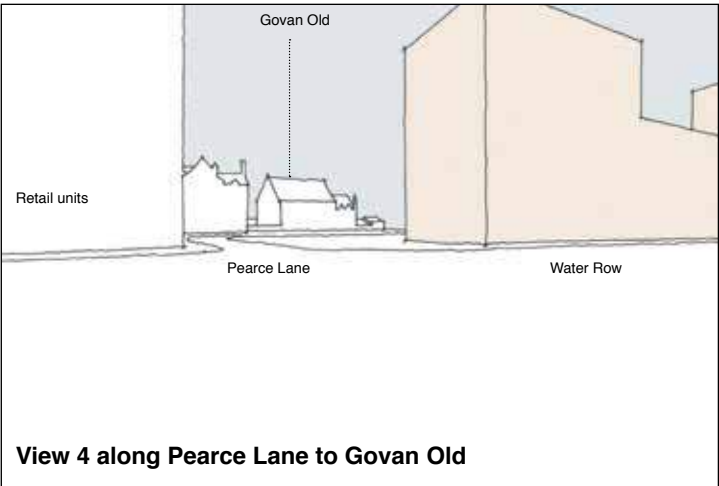 Govan Old
Retail units
Pearce Lane
Water Row
View 4 along Pearce Lane to Govan Old